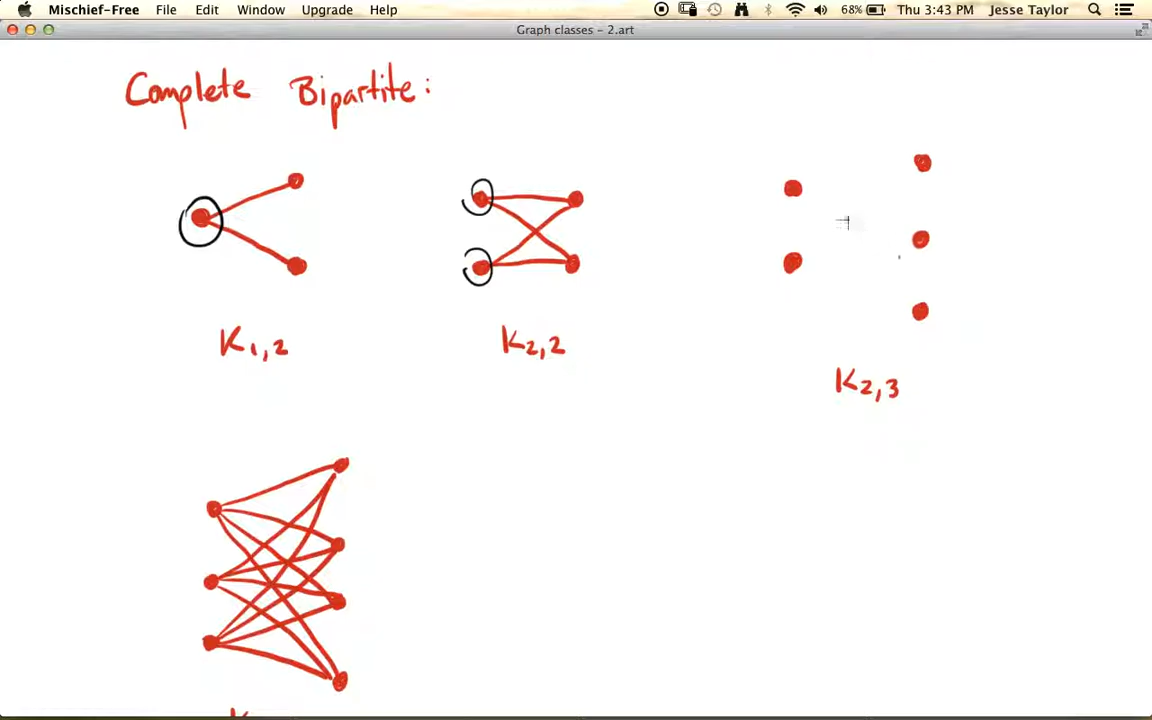 Mischief-Free File Edit Window Upgrade Help 68% Thu 3:43 PM Jesse Taylor
Graph classes - 2.art
Complete Bipartite:
K1,2
K2,2
K2,3